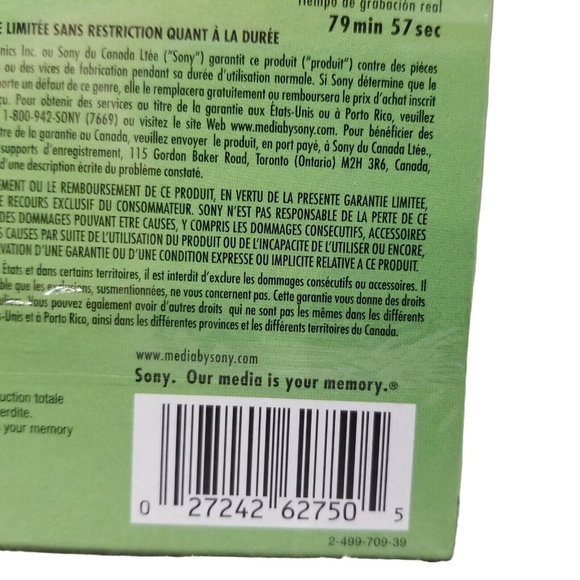 Tiempo de grabación real
79min 57sec
E LIMITÉE SANS RESTRICTION QUANT À LA DURÉE
nics Inc. ou Sony du Canada Ltée ("Sony") garantit ce produit ("produit") contre des pièces
ou des vices de fabrication pendant sa durée d'utilisation normale. Si Sony détermine que le
orte un défaut de ce genre, elle le remplacera gratuitement ou remboursera le prix d'achat inscrit
çu. Pour obtenir des services au titre de la garantie aux États-Unis ou à Porto Rico, veuillez
1-800-942-SONY (7669) ou visitez le site Web www.mediabysony.com. Pour bénéficier des
tre de la garantie au Canada, veuillez envoyer le produit, en port payé, à Sony du Canada Ltée.,
supports d'enregistrement, 115 Gordon Baker Road, Toronto (Ontario) M2H 3R6, Canada,
d'une description écrite du problème constaté.
EMENT OU LE REMBOURSEMENT DE CE PRODUIT, EN VERTU DE LA PRESENTE GARANTIE LIMITEE,
E RECOURS EXCLUSIF DU CONSOMMATEUR. SONY N'EST PAS RESPONSABLE DE LA PERTE DE CE
DES DOMMAGES POUVANT ETRE CAUSES, Y COMPRIS LES DOMMAGES CONSECUTIFS, ACCESSOIRES
S CAUSES PAR SUITE DE L'UTILISATION DU PRODUIT OU DE L'INCAPACITE DE L'UTILISER OU ENCORE,
VATION D'UNE GARANTIE OU D'UNE CONDITION EXPRESSE OU IMPLICITE RELATIVE A CE PRODUIT.
États et dans certains territoires, il est interdit d'exclure les dommages consécutifs ou accessoires. Il
ble que les exclusions, susmentionnées, ne vous concernent pas. Cette garantie vous donne des droits
Vous pouvez également avoir d'autres droits qui ne sont pas les mêmes dans les différents
s-Unis et à Porto Rico, ainsi dans les différentes provinces et les différents territoires du Canada.
www.mediabysony.com
Sony. Our media is your memory.®
uction totale
erdite.
your memory
0 27242 62750 5
2-499-709-39